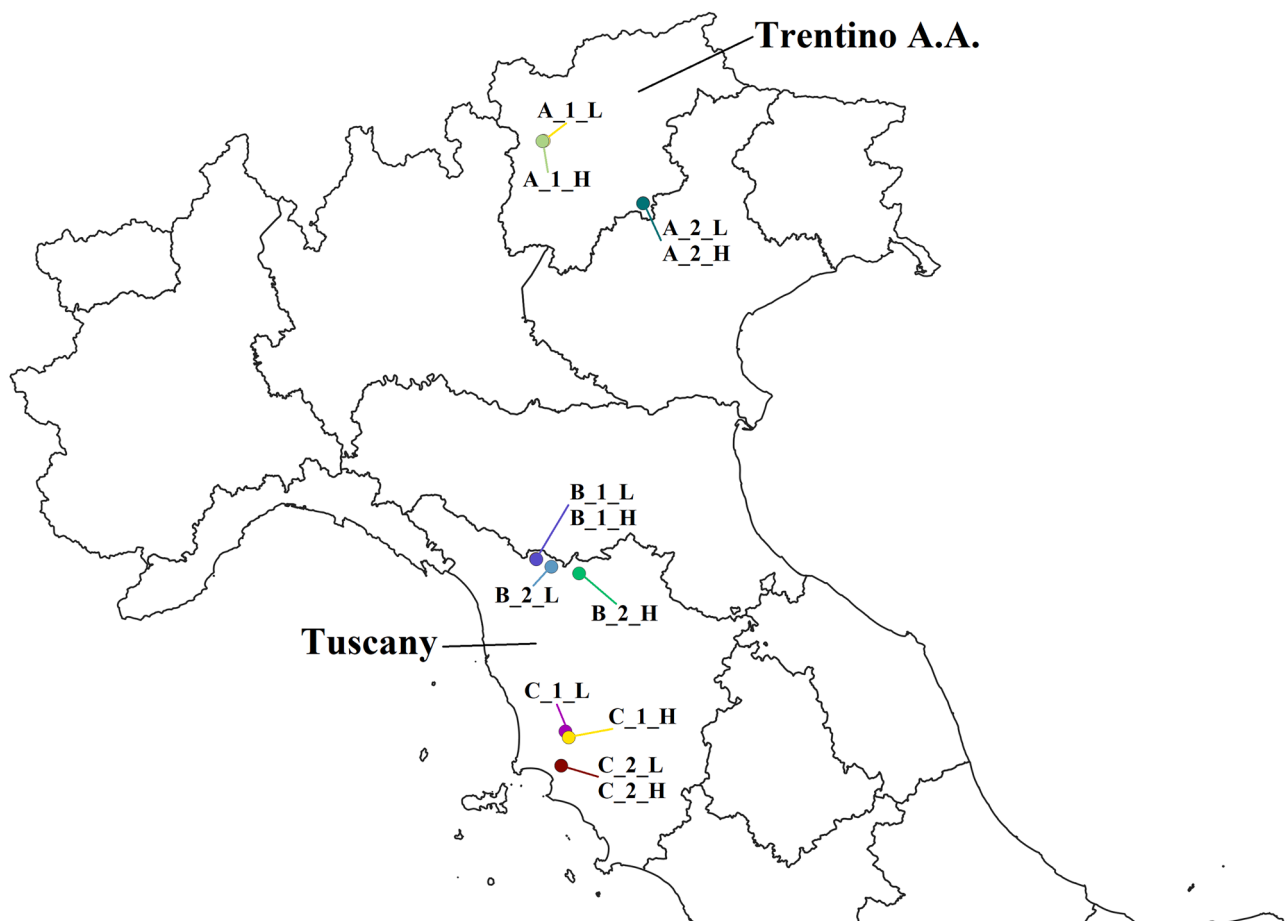 Trentino A.A.
A_1_L
A_1_H
A_2_L
A_2_H
B_1_L
B_1_H
B_2_L
B_2_H
Tuscany
C_1_L
C_1_H
C_2_L
C_2_H